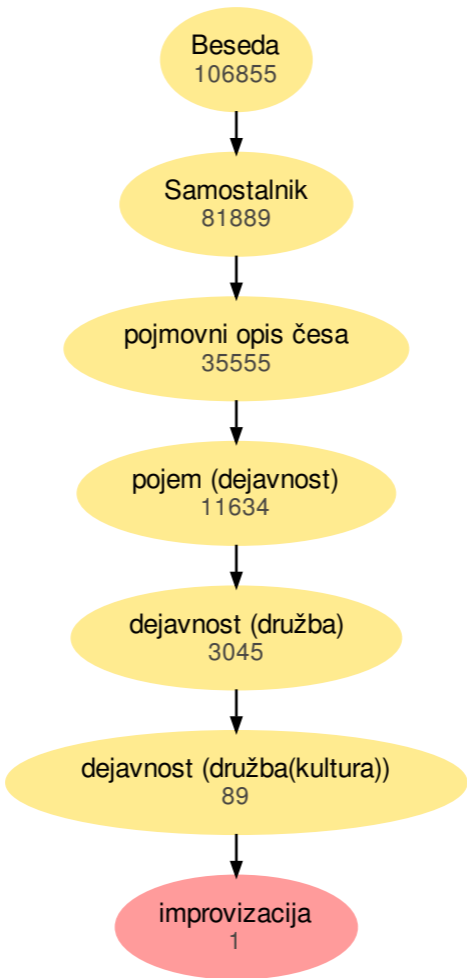 Beseda
106855
Samostalnik
81889
pojmovni opis česa
35555
pojem (dejavnost)
11634
dejavnost (družba)
3045
dejavnost (družba(kultura))
89
improvizacija
1